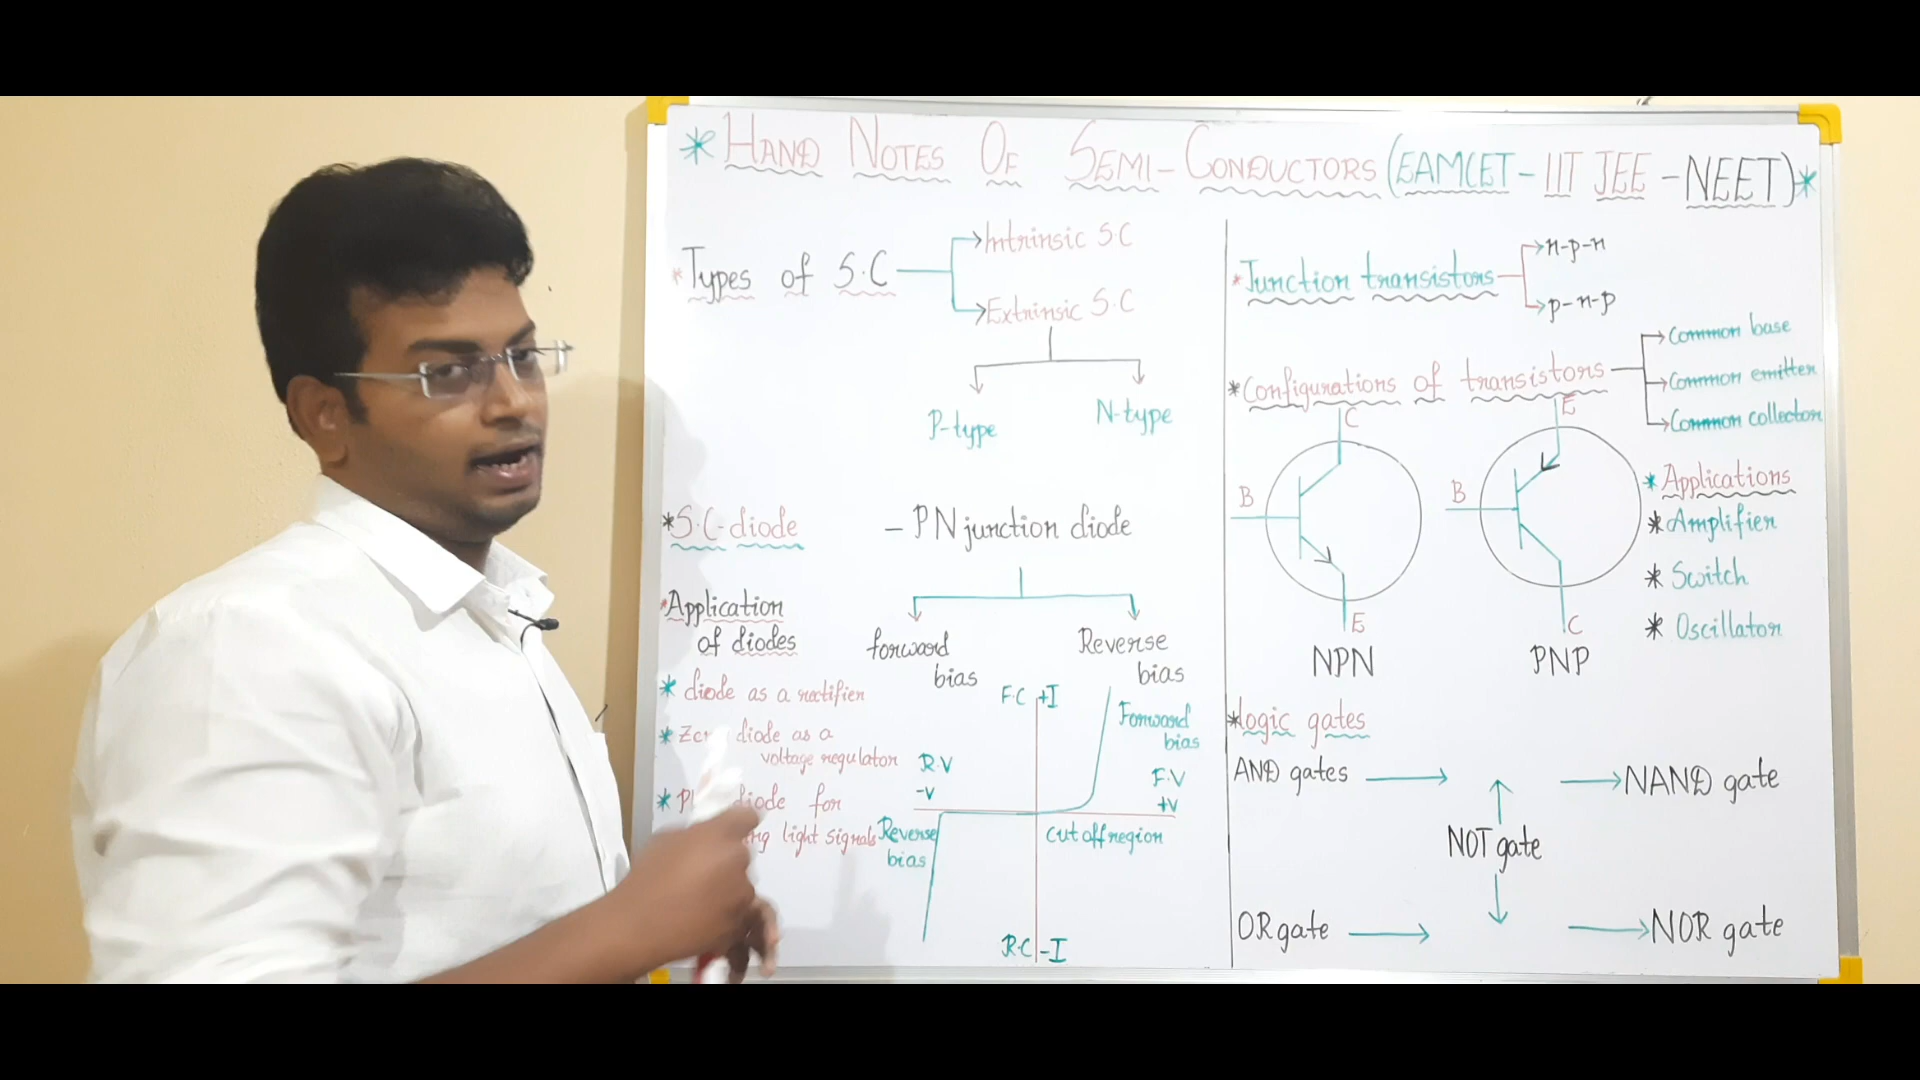 *HAND NOTES OF SEMI-CONDUCTORS (EAMCET-IIT JEE-NEET)*
*Types of S.C
Intrinsic S.C
Extrinsic S.C
P-type
N-type
*S.C-diode
- PN junction diode
forward
bias
Reverse
bias
*Application
of diodes
* diode as a rectifier
* diode as a
voltage regulator
* diode for
light signals
F.C +I
Forward
bias
R.V
-V
F.V
+V
Reverse
bias
Cut off region
R.C -I
*Junction transistors
n-p-n
p-n-p
*Configurations of transistors
Common base
Common emitter
Common collector
C
B
E
NPN
E
B
C
PNP
* Applications
* Amplifier
* Switch
* Oscillator
*logic gates
AND gates
NAND gate
NOT gate
OR gate
NOR gate